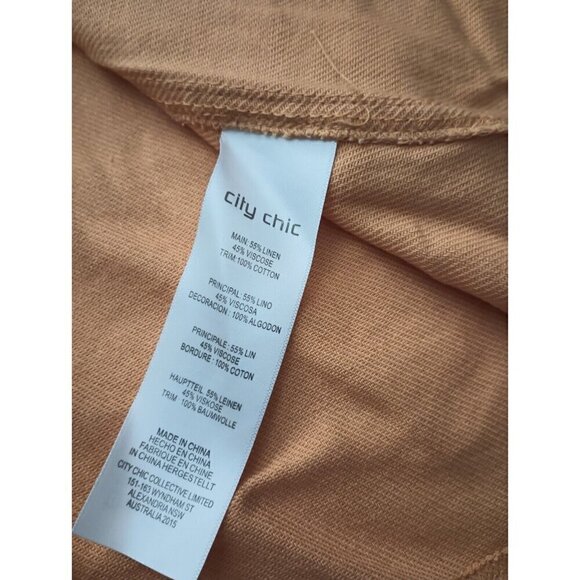 city chic
MAIN: 55% LINEN
45% VISCOSE
TRIM:100% COTTON
PRINCIPAL: 55% LINO
45% VISCOSA
DECORACION : 100% ALGODON
PRINCIPALE : 55% LIN
45% VISCOSE
BORDURE : 100% COTON
HAUPTTEIL :55% LEINEN
45% VISKOSE
TRIM : 100% BAUMWOLLE
MADE IN CHINA
HECHO EN CHINA
FABRIQUÉ EN CHINE
IN CHINA HERGESTELLT
CITY CHIC COLLECTIVE LIMITED
151-163 WYNDHAM ST
ALEXANDRIA NSW
AUSTRALIA 2015